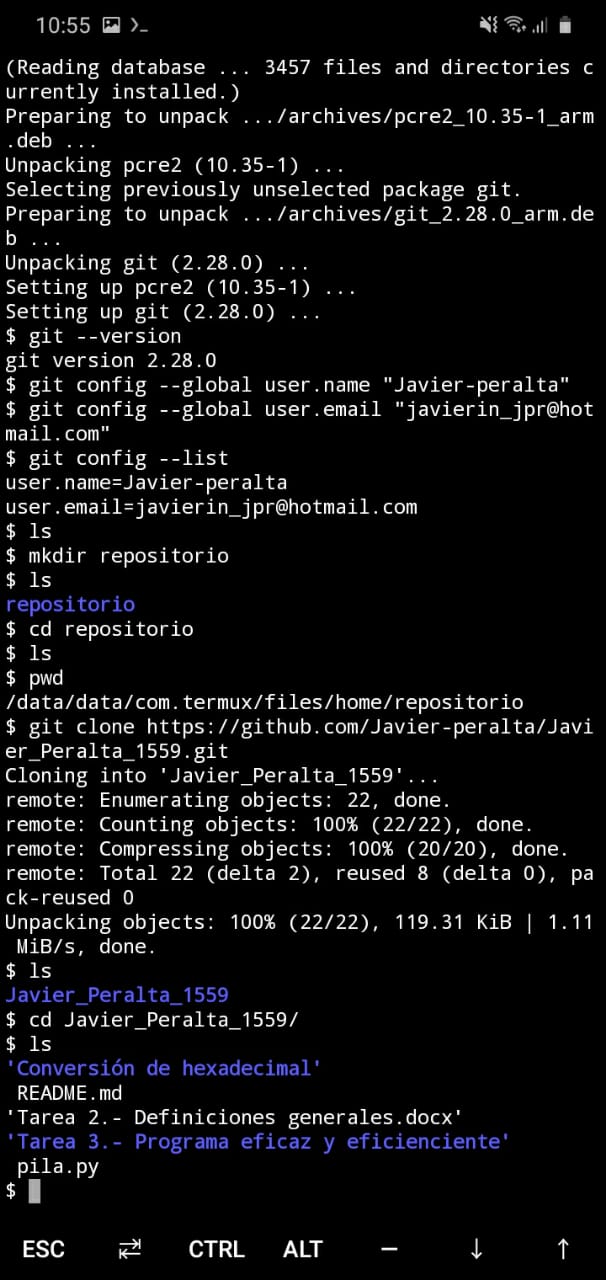 10:55
(Reading database ... 3457 files and directories c
urrently installed.)
Preparing to unpack .../archives/pcre2_10.35-1_arm
.deb ...
Unpacking pcre2 (10.35-1) ...
Selecting previously unselected package git.
Preparing to unpack .../archives/git_2.28.0_arm.de
b ...
Unpacking git (2.28.0) ...
Setting up pcre2 (10.35-1) ...
Setting up git (2.28.0) ...
$ git --version
git version 2.28.0
$ git config --global user.name "Javier-peralta"
$ git config --global user.email "javierin_jpr@hot
mail.com"
$ git config --list
user.name=Javier-peralta
user.email=javierin_jpr@hotmail.com
$ ls
$ mkdir repositorio
$ ls
repositorio
$ cd repositorio
$ ls
$ pwd
/data/data/com.termux/files/home/repositorio
$ git clone https://github.com/Javier-peralta/Javi
er_Peralta_1559.git
Cloning into 'Javier_Peralta_1559'...
remote: Enumerating objects: 22, done.
remote: Counting objects: 100% (22/22), done.
remote: Compressing objects: 100% (20/20), done.
remote: Total 22 (delta 2), reused 8 (delta 0), pa
ck-reused 0
Unpacking objects: 100% (22/22), 119.31 KiB | 1.11
 MiB/s, done.
$ ls
Javier_Peralta_1559
$ cd Javier_Peralta_1559/
$ ls
'Conversión de hexadecimal'
 README.md
'Tarea 2.- Definiciones generales.docx'
'Tarea 3.- Programa eficaz y eficienciente'
 pila.py
$
ESC ⇄ CTRL ALT — ↓ ↑